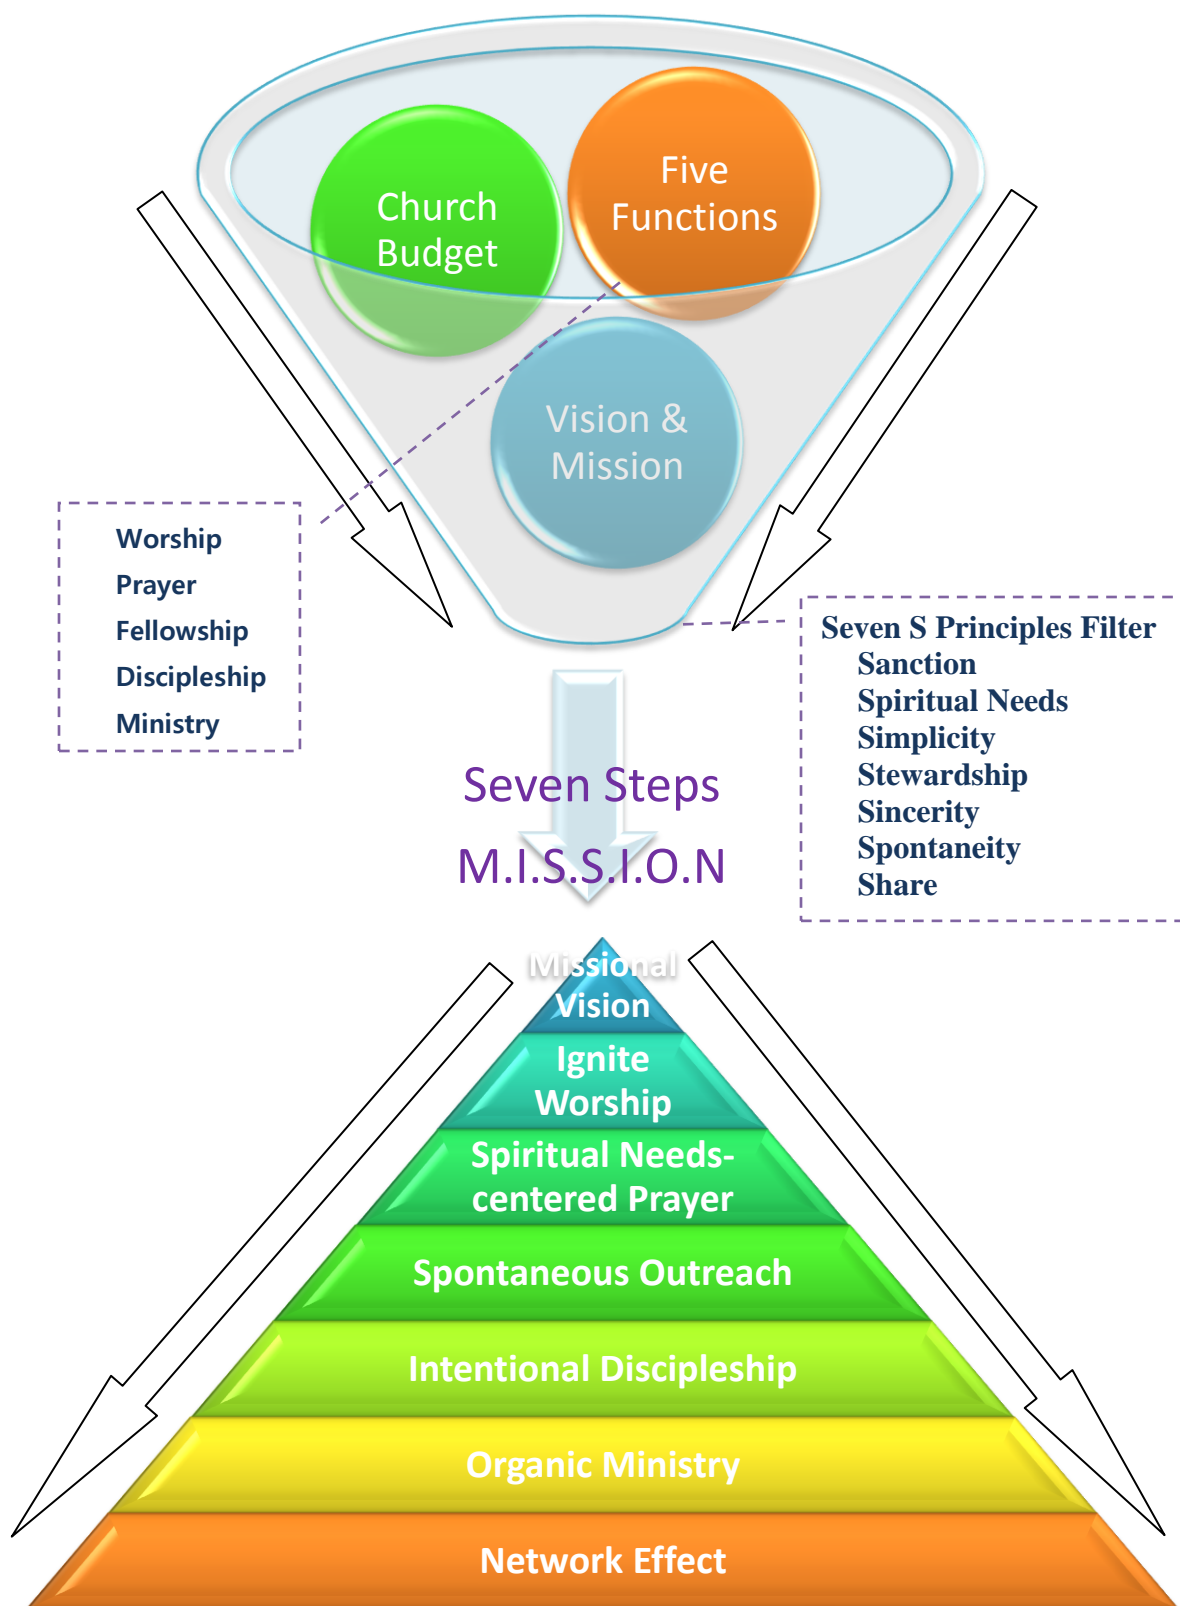 Church
Budget
Five
Functions
Vision &
Mission
Worship
Prayer
Fellowship
Discipleship
Ministry
Seven S Principles Filter
Sanction
Spiritual Needs
Simplicity
Stewardship
Sincerity
Spontaneity
Share
Seven Steps
M.I.S.S.I.O.N
Missional
Vision
Ignite
Worship
Spiritual Needs-
centered Prayer
Spontaneous Outreach
Intentional Discipleship
Organic Ministry
Network Effect